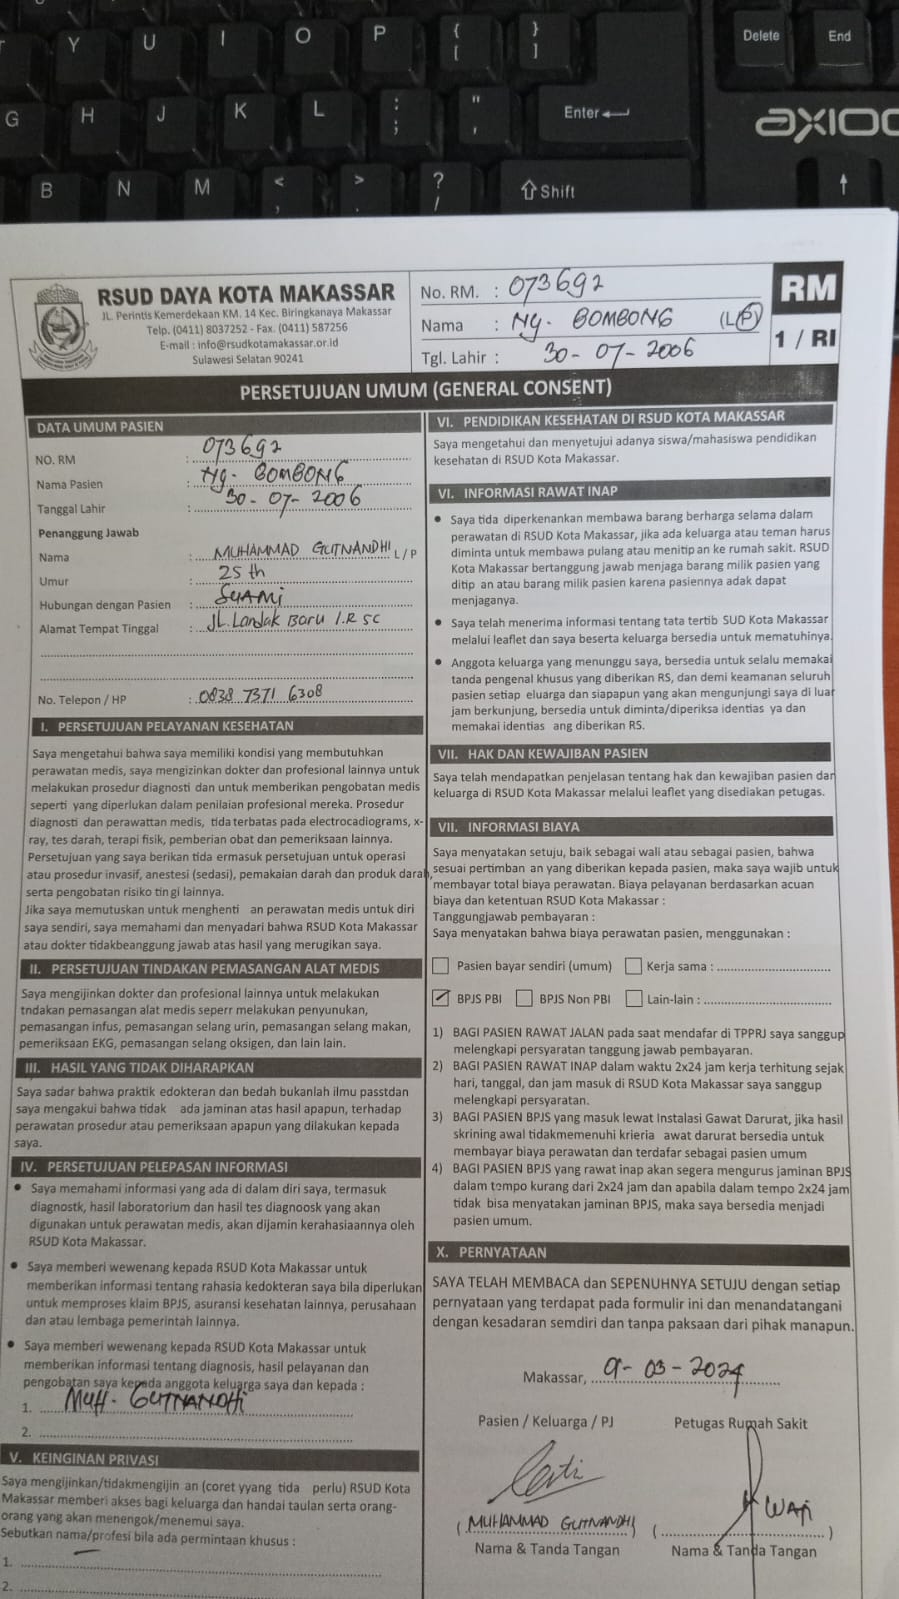 Y U I O P { [ } ] Delete End
G H J K L : ; " ' Enter
AXIOO
B N M < , > . ? / Shift
RSUD DAYA KOTA MAKASSAR
JL. Perintis Kemerdekaan KM. 14 Kec. Biringkanaya Makassar
Telp. (0411) 8037252 - Fax. (0411) 587256
E-mail : info@rsudkotamakassar.or.id
Sulawesi Selatan 90241
No. RM. : 073692
Nama : Ny. BOMBONG (L/P)
Tgl. Lahir : 30-07-2006
RM
1 / RI
PERSETUJUAN UMUM (GENERAL CONSENT)
DATA UMUM PASIEN
NO. RM : 073692
Nama Pasien : Ny. BOMBONG
Tanggal Lahir : 30-07-2006
Penanggung Jawab
Nama : MUHAMMAD GUTNANDHI L / P
Umur : 25 th
Hubungan dengan Pasien : SUAMI
Alamat Tempat Tinggal : JL. Landak Baru 1.R 5C
No. Telepon / HP : 0838 7371 6308
I. PERSETUJUAN PELAYANAN KESEHATAN
Saya mengetahui bahwa saya memiliki kondisi yang membutuhkan
perawatan medis, saya mengizinkan dokter dan profesional lainnya untuk
melakukan prosedur diagnosti dan untuk memberikan pengobatan medis
seperti yang diperlukan dalam penilaian profesional mereka. Prosedur
diagnosti dan perawattan medis, tida terbatas pada electrocadiograms, x-
ray, tes darah, terapi fisik, pemberian obat dan pemeriksaan lainnya.
Persetujuan yang saya berikan tida ermasuk persetujuan untuk operasi
atau prosedur invasif, anestesi (sedasi), pemakaian darah dan produk darah,
serta pengobatan risiko tin gi lainnya.
Jika saya memutuskan untuk menghenti an perawatan medis untuk diri
saya sendiri, saya memahami dan menyadari bahwa RSUD Kota Makassar
atau dokter tidakbeanggung jawab atas hasil yang merugikan saya.
II. PERSETUJUAN TINDAKAN PEMASANGAN ALAT MEDIS
Saya mengijinkan dokter dan profesional lainnya untuk melakukan
tndakan pemasangan alat medis seperr melakukan penyunukan,
pemasangan infus, pemasangan selang urin, pemasangan selang makan,
pemeriksaan EKG, pemasangan selang oksigen, dan lain lain.
III. HASIL YANG TIDAK DIHARAPKAN
Saya sadar bahwa praktik edokteran dan bedah bukanlah ilmu passtdan
saya mengakui bahwa tidak ada jaminan atas hasil apapun, terhadap
perawatan prosedur atau pemeriksaan apapun yang dilakukan kepada
saya.
IV. PERSETUJUAN PELEPASAN INFORMASI
• Saya memahami informasi yang ada di dalam diri saya, termasuk
diagnostk, hasil laboratorium dan hasil tes diagnoosk yang akan
digunakan untuk perawatan medis, akan dijamin kerahasiaannya oleh
RSUD Kota Makassar.
• Saya memberi wewenang kepada RSUD Kota Makassar untuk
memberikan informasi tentang rahasia kedokteran saya bila diperlukan
untuk memproses klaim BPJS, asuransi kesehatan lainnya, perusahaan
dan atau lembaga pemerintah lainnya.
• Saya memberi wewenang kepada RSUD Kota Makassar untuk
memberikan informasi tentang diagnosis, hasil pelayanan dan
pengobatan saya kepada anggota keluarga saya dan kepada :
1. MUH. GUTNANDHI
2.
V. KEINGINAN PRIVASI
Saya mengijinkan/tidakmengijin an (coret yyang tida perlu) RSUD Kota
Makassar memberi akses bagi keluarga dan handai taulan serta orang-
orang yang akan menengok/menemui saya.
Sebutkan nama/profesi bila ada permintaan khusus :
1.
2.
VI. PENDIDIKAN KESEHATAN DI RSUD KOTA MAKASSAR
Saya mengetahui dan menyetujui adanya siswa/mahasiswa pendidikan
kesehatan di RSUD Kota Makassar.
VI. INFORMASI RAWAT INAP
• Saya tida diperkenankan membawa barang berharga selama dalam
perawatan di RSUD Kota Makassar, jika ada keluarga atau teman harus
diminta untuk membawa pulang atau menitip an ke rumah sakit. RSUD
Kota Makassar bertanggung jawab menjaga barang milik pasien yang
ditip an atau barang milik pasien karena pasiennya adak dapat
menjaganya.
• Saya telah menerima informasi tentang tata tertib SUD Kota Makassar
melalui leaflet dan saya beserta keluarga bersedia untuk mematuhinya.
• Anggota keluarga yang menunggu saya, bersedia untuk selalu memakai
tanda pengenal khusus yang diberikan RS, dan demi keamanan seluruh
pasien setiap eluarga dan siapapun yang akan mengunjungi saya di luar
jam berkunjung, bersedia untuk diminta/diperiksa identias ya dan
memakai identias ang diberikan RS.
VII. HAK DAN KEWAJIBAN PASIEN
Saya telah mendapatkan penjelasan tentang hak dan kewajiban pasien dan
keluarga di RSUD Kota Makassar melalui leaflet yang disediakan petugas.
VII. INFORMASI BIAYA
Saya menyatakan setuju, baik sebagai wali atau sebagai pasien, bahwa
sesuai pertimban an yang diberikan kepada pasien, maka saya wajib untuk
membayar total biaya perawatan. Biaya pelayanan berdasarkan acuan
biaya dan ketentuan RSUD Kota Makassar :
Tanggungjawab pembayaran :
Saya menyatakan bahwa biaya perawatan pasien, menggunakan :
Pasien bayar sendiri (umum) Kerja sama :
BPJS PBI BPJS Non PBI Lain-lain :
1) BAGI PASIEN RAWAT JALAN pada saat mendafar di TPPRJ saya sanggup
melengkapi persyaratan tanggung jawab pembayaran.
2) BAGI PASIEN RAWAT INAP dalam waktu 2x24 jam kerja terhitung sejak
hari, tanggal, dan jam masuk di RSUD Kota Makassar saya sanggup
melengkapi persyaratan.
3) BAGI PASIEN BPJS yang masuk lewat Instalasi Gawat Darurat, jika hasil
skrining awal tidakmemenuhi krieria awat darurat bersedia untuk
membayar biaya perawatan dan terdafar sebagai pasien umum
4) BAGI PASIEN BPJS yang rawat inap akan segera mengurus jaminan BPJS
dalam tempo kurang dari 2x24 jam dan apabila dalam tempo 2x24 jam
tidak bisa menyatakan jaminan BPJS, maka saya bersedia menjadi
pasien umum.
X. PERNYATAAN
SAYA TELAH MEMBACA dan SEPENUHNYA SETUJU dengan setiap
pernyataan yang terdapat pada formulir ini dan menandatangani
dengan kesadaran semdiri dan tanpa paksaan dari pihak manapun.
Makassar, 9-03-2024
Pasien / Keluarga / PJ Petugas Rumah Sakit
WATI
(MUHAMMAD GUTNANDHI) ( )
Nama & Tanda Tangan Nama & Tanda Tangan